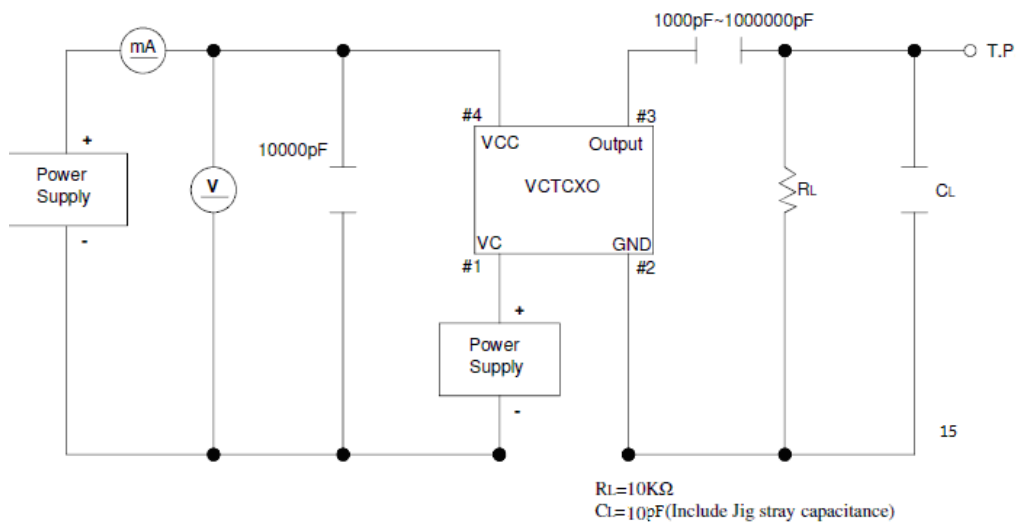 1000pF~1000000pF
mA
T.P
#4
#3
VCC
Output
10000pF
+
Power
Supply
-
V
VCTCXO
RL
CL
VC
GND
#1
#2
+
Power
Supply
-
15
RL=10KΩ
CL=10pF(Include Jig stray capacitance)